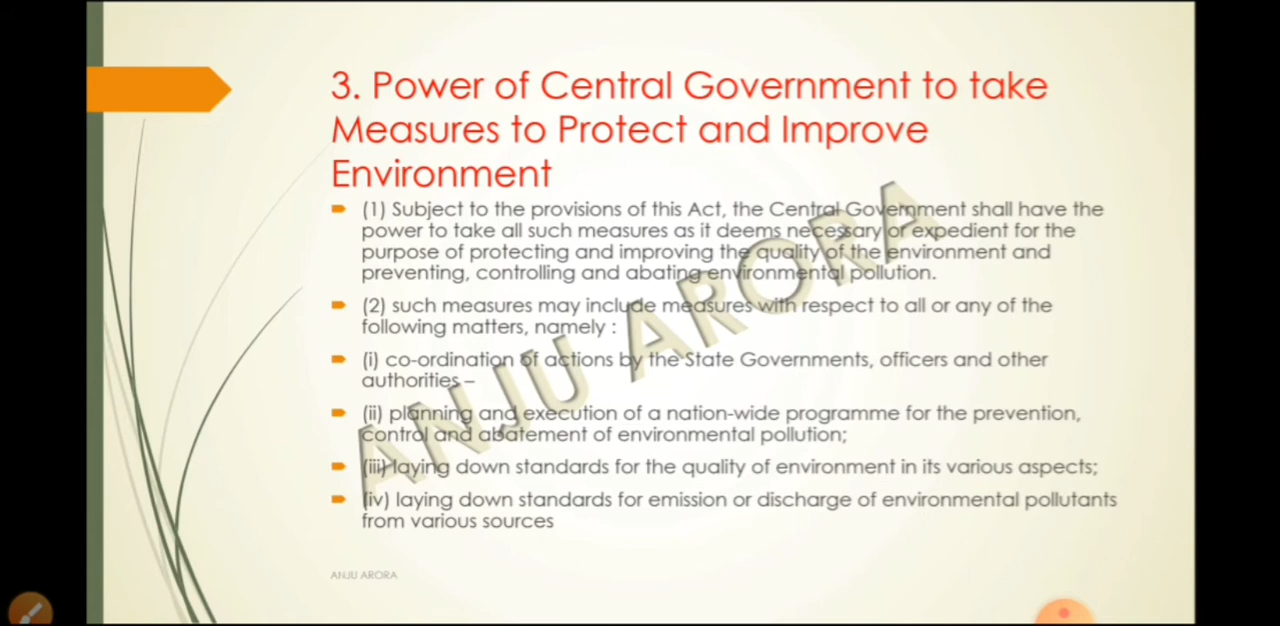 3. Power of Central Government to take
Measures to Protect and Improve
Environment
(1) Subject to the provisions of this Act, the Central Government shall have the
power to take all such measures as it deems necessary or expedient for the
purpose of protecting and improving the quality of the environment and
preventing, controlling and abating environmental pollution.
(2) such measures may include measures with respect to all or any of the
following matters, namely :
(i) co-ordination of actions by the State Governments, officers and other
authorities –
(ii) planning and execution of a nation-wide programme for the prevention,
control and abatement of environmental pollution;
(iii) laying down standards for the quality of environment in its various aspects;
(iv) laying down standards for emission or discharge of environmental pollutants
from various sources
ANJU ARORA
ANJU ARORA